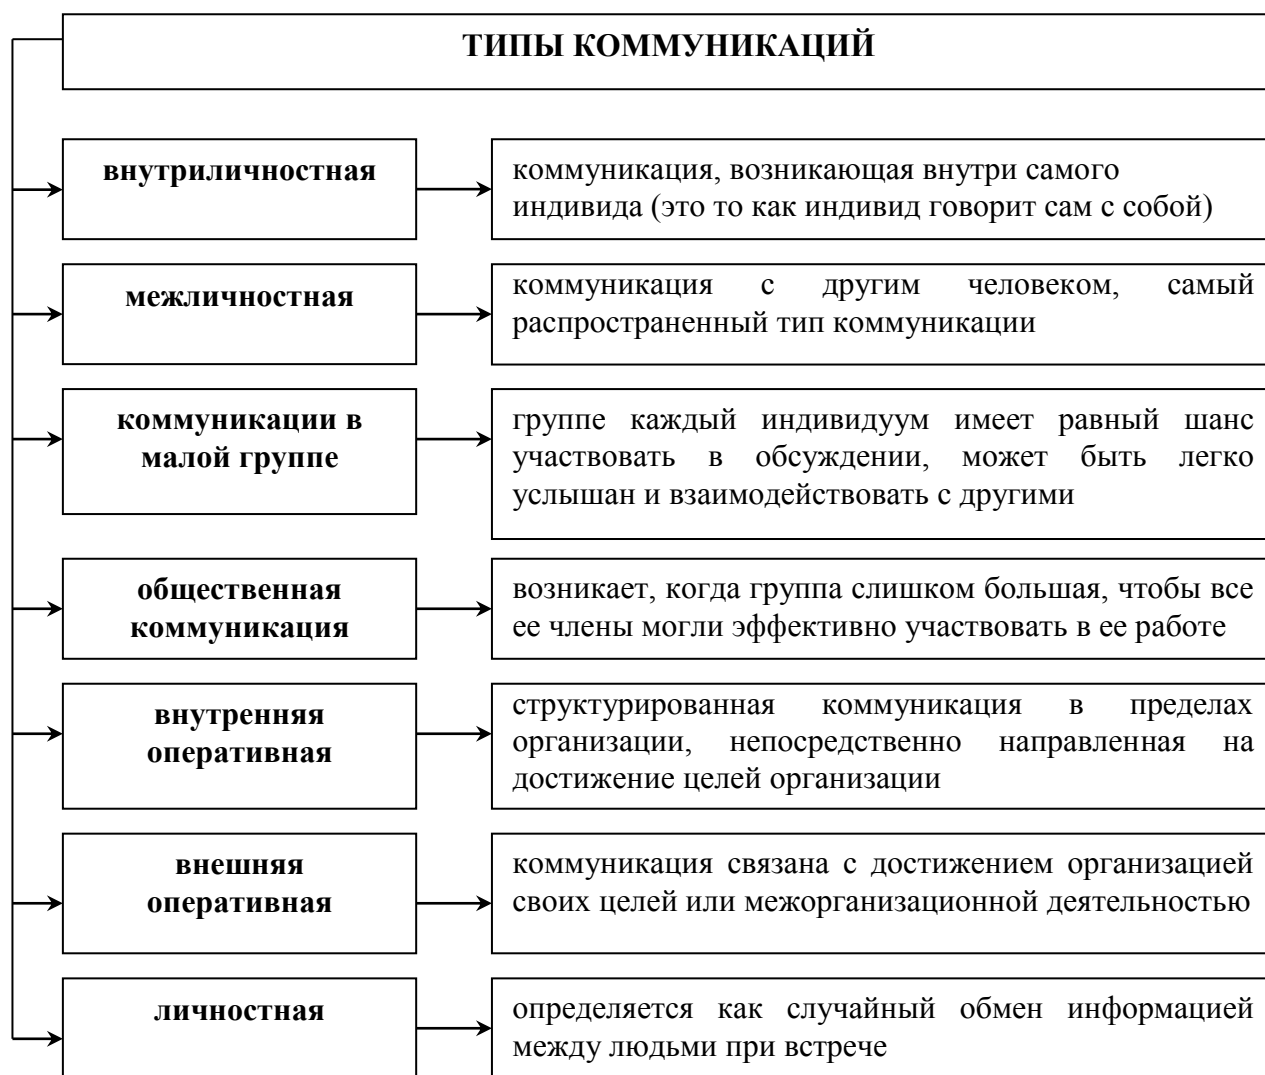 ТИПЫ КОММУНИКАЦИЙ
внутриличностная
коммуникация, возникающая внутри самого
индивида (это то как индивид говорит сам с собой)
межличностная
коммуникация с другим человеком, самый
распространенный тип коммуникации
коммуникации в
малой группе
группе каждый индивидуум имеет равный шанс
участвовать в обсуждении, может быть легко
услышан и взаимодействовать с другими
общественная
коммуникация
возникает, когда группа слишком большая, чтобы все
ее члены могли эффективно участвовать в ее работе
внутренняя
оперативная
структурированная коммуникация в пределах
организации, непосредственно направленная на
достижение целей организации
внешняя
оперативная
коммуникация связана с достижением организацией
своих целей или межорганизационной деятельностью
личностная
определяется как случайный обмен информацией
между людьми при встрече